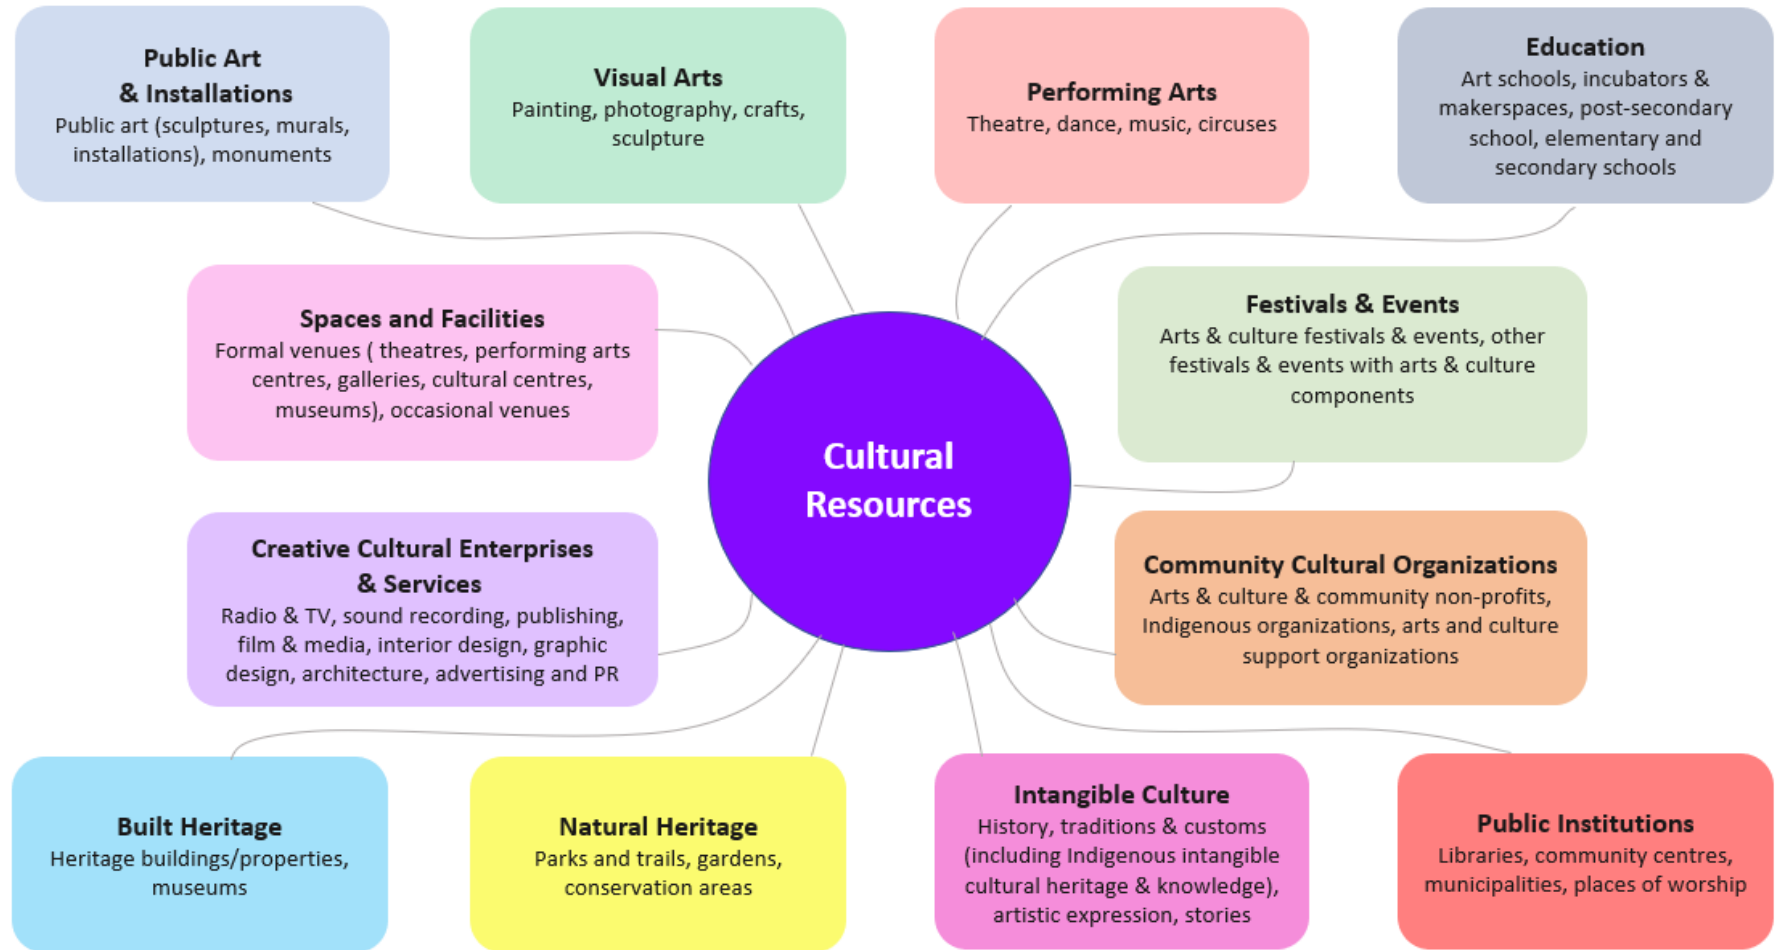 Public Art
& Installations
Public art (sculptures, murals,
installations), monuments
Visual Arts
Painting, photography, crafts,
sculpture
Performing Arts
Theatre, dance, music, circuses
Education
Art schools, incubators &
makerspaces, post-secondary
school, elementary and
secondary schools
Spaces and Facilities
Formal venues ( theatres, performing arts
centres, galleries, cultural centres,
museums), occasional venues
Festivals & Events
Arts & culture festivals & events, other
festivals & events with arts & culture
components
Cultural
Resources
Creative Cultural Enterprises
& Services
Radio & TV, sound recording, publishing,
film & media, interior design, graphic
design, architecture, advertising and PR
Community Cultural Organizations
Arts & culture & community non-profits,
Indigenous organizations, arts and culture
support organizations
Built Heritage
Heritage buildings/properties,
museums
Natural Heritage
Parks and trails, gardens,
conservation areas
Intangible Culture
History, traditions & customs
(including Indigenous intangible
cultural heritage & knowledge),
artistic expression, stories
Public Institutions
Libraries, community centres,
municipalities, places of worship